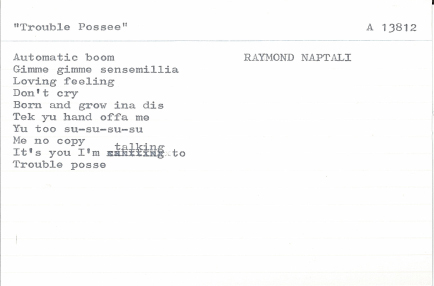 "Trouble Possee" A 13812
Automatic boom RAYMOND NAPTALI
Gimme gimme sensemillia
Loving feeling
Don't cry
Born and grow ina dis
Tek yu hand offa me
Yu too su-su-su-su
Me no copy
It's you I'm talking to
Trouble posse